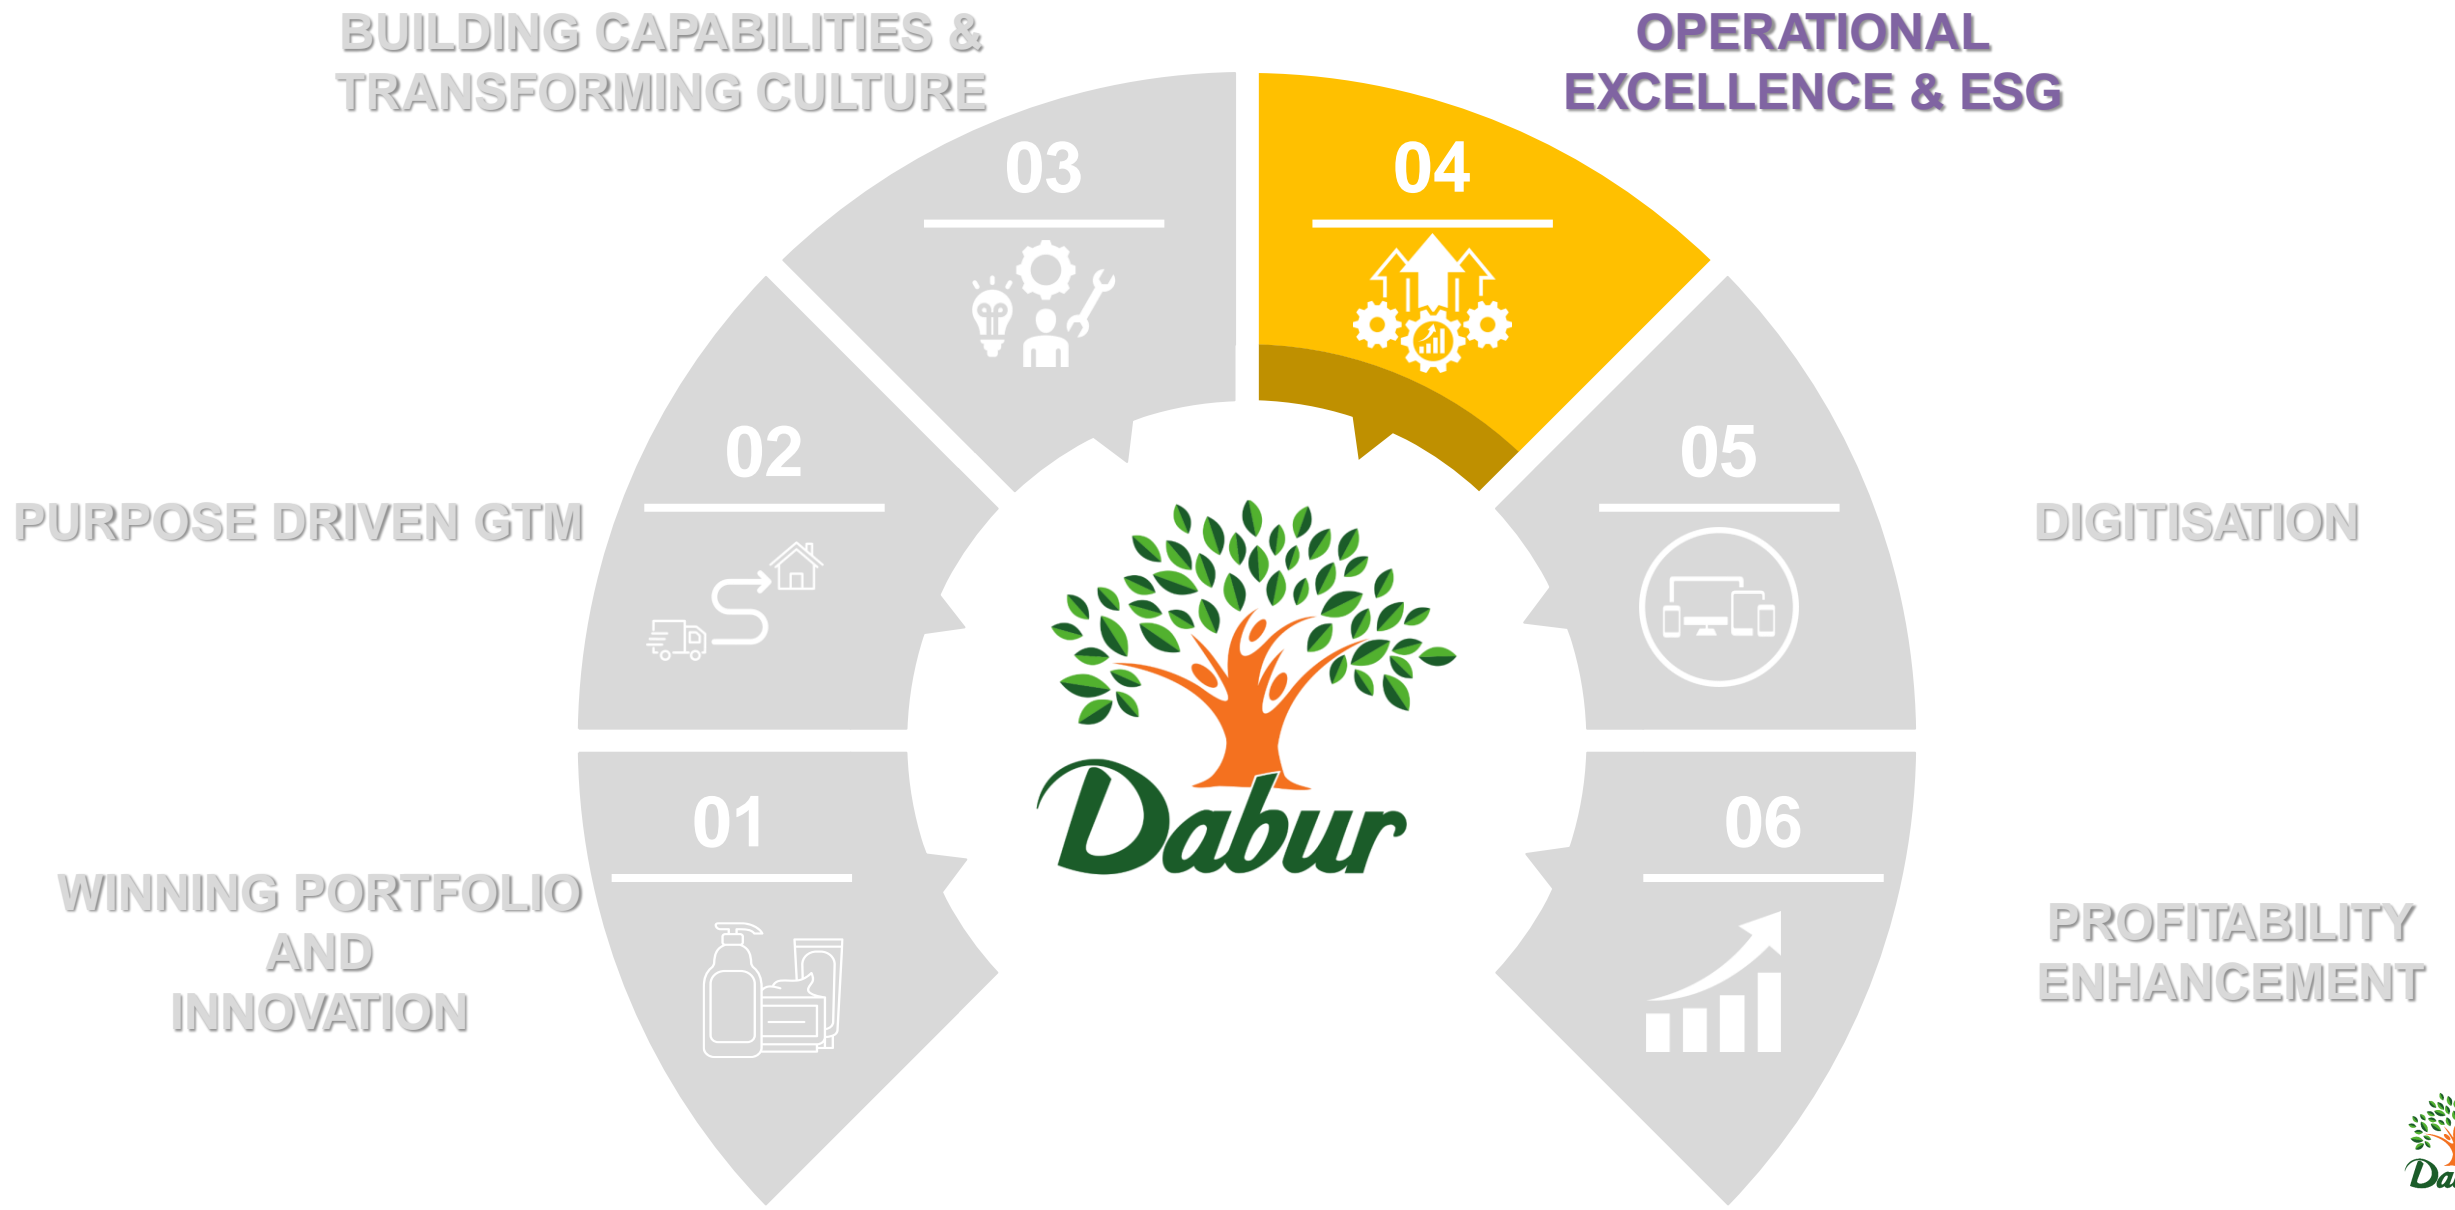 BUILDING CAPABILITIES &
TRANSFORMING CULTURE
OPERATIONAL
EXCELLENCE & ESG
03
04
02
05
PURPOSE DRIVEN GTM
DIGITISATION
Dabur
01
06
WINNING PORTFOLIO
AND
INNOVATION
PROFITABILITY
ENHANCEMENT